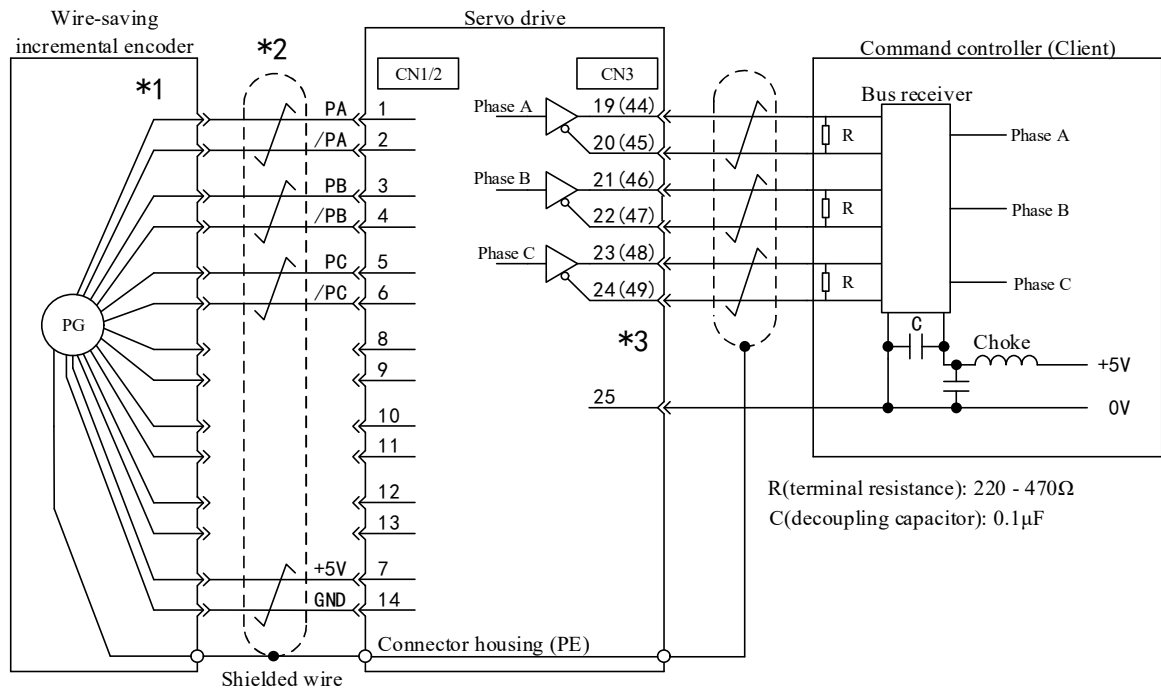 Wire-saving
incremental encoder
*1
*2
Servo drive
CN1/2
CN3
Command controller (Client)
Bus receiver
PA
1
/PA
2
PB
3
/PB
4
PC
5
/PC
6
8
9
10
11
12
13
+5V
7
GND
14
PG
Phase A
19(44)
20(45)
Phase B
21(46)
22(47)
Phase C
23(48)
24(49)
*3
25
R
R
R
Phase A
Phase B
Phase C
C
Choke
+5V
0V
R(terminal resistance): 220 - 470Ω
C(decoupling capacitor): 0.1μF
Connector housing (PE)
Shielded wire